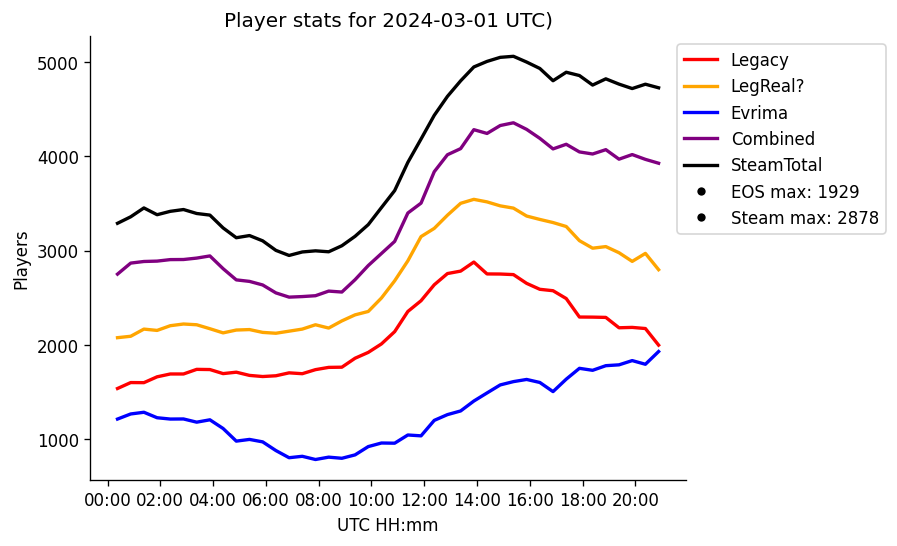 Player stats for 2024-03-01 UTC)
Players
5000
4000
3000
2000
1000
00:00 02:00 04:00 06:00 08:00 10:00 12:00 14:00 16:00 18:00 20:00
UTC HH:mm
Legacy
LegReal?
Evrima
Combined
SteamTotal
EOS max: 1929
Steam max: 2878